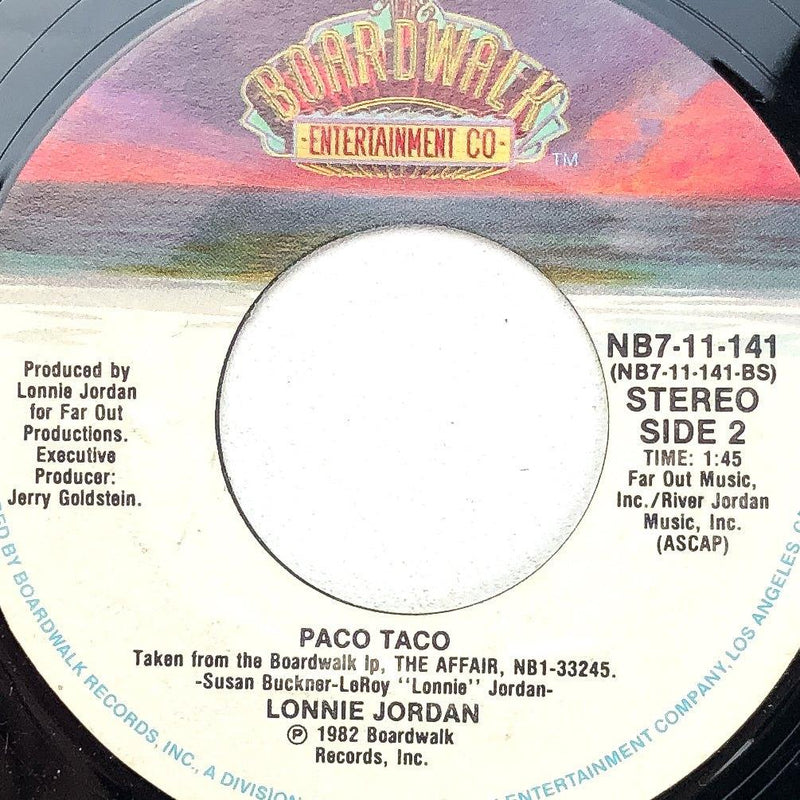 THE
BOARDWALK
·ENTERTAINMENT CO·
TM
Produced by
Lonnie Jordan
for Far Out
Productions.
Executive
Producer:
Jerry Goldstein.
NB7-11-141
(NB7-11-141-BS)
STEREO
SIDE 2
TIME: 1:45
Far Out Music,
Inc./River Jordan
Music, Inc.
(ASCAP)
PACO TACO
Taken from the Boardwalk lp, THE AFFAIR, NB1-33245.
-Susan Buckner-LeRoy "Lonnie" Jordan-
LONNIE JORDAN
℗ 1982 Boardwalk
Records, Inc.
BY BOARDWALK RECORDS, INC., A DIVISION ENTERTAINMENT COMPANY, LOS ANGELES,